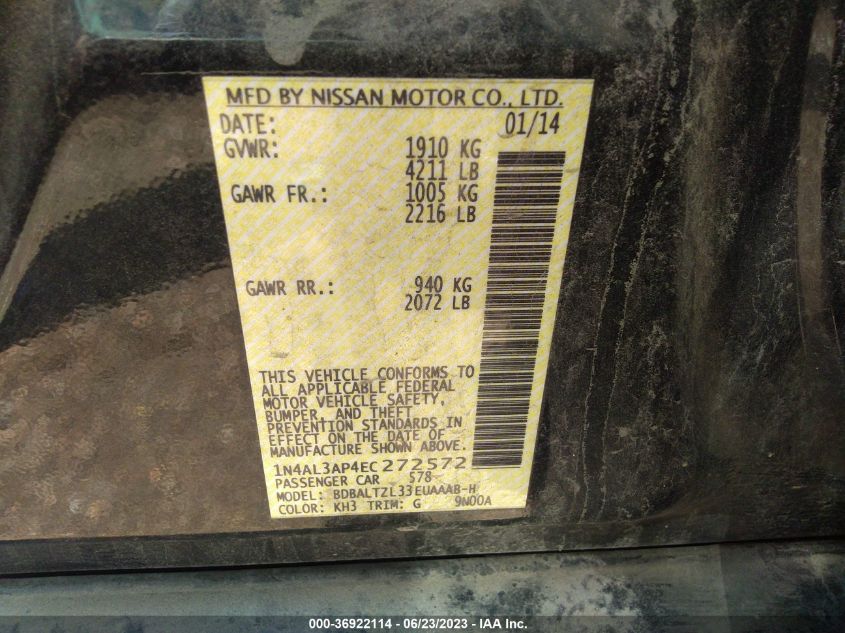 MFD BY NISSAN MOTOR CO., LTD.
DATE: 01/14
GVWR: 1910 KG
4211 LB
GAWR FR.: 1005 KG
2216 LB
GAWR RR.: 940 KG
2072 LB
THIS VEHICLE CONFORMS TO
ALL APPLICABLE FEDERAL
MOTOR VEHICLE SAFETY,
BUMPER, AND THEFT
PREVENTION STANDARDS IN
EFFECT ON THE DATE OF
MANUFACTURE SHOWN ABOVE.
1N4AL3AP4EC272572
PASSENGER CAR 578
MODEL: BDBALTZL33EUAAAB-H
COLOR: KH3 TRIM: G 9N00A
000-36922114 - 06/23/2023 - IAA Inc.